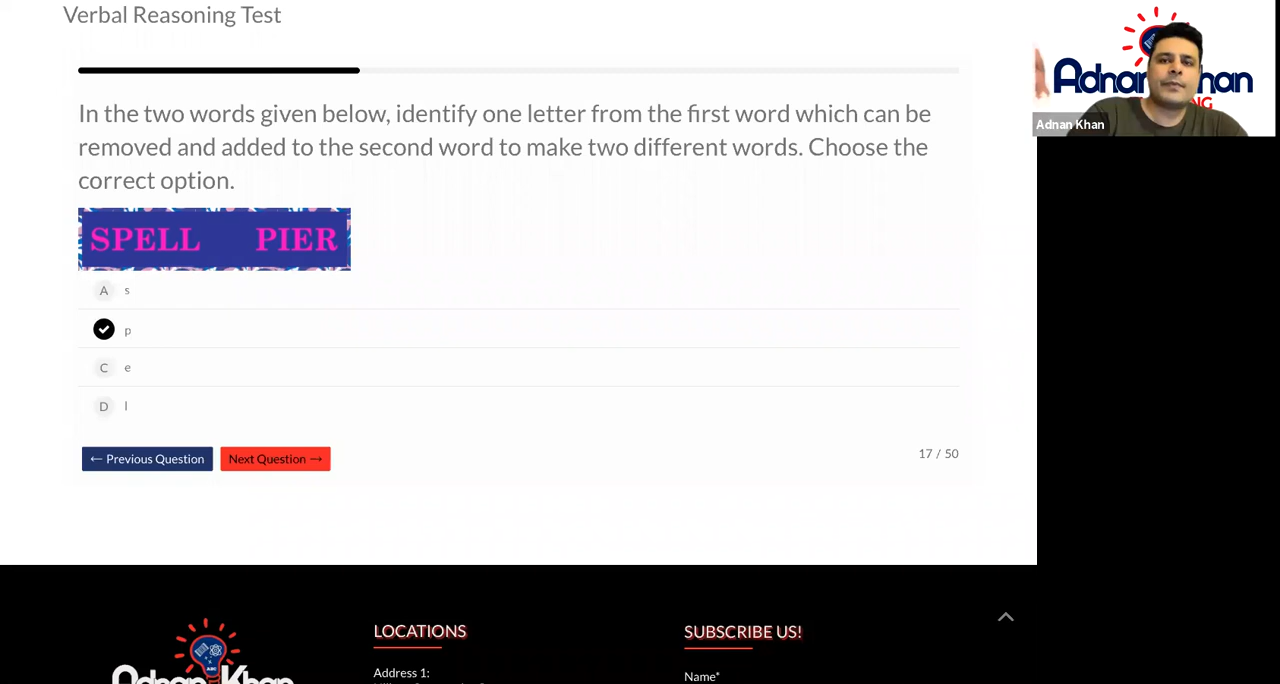 Verbal Reasoning Test
In the two words given below, identify one letter from the first word which can be
removed and added to the second word to make two different words. Choose the
correct option.
SPELL PIER
A s
p
C e
D l
← Previous Question Next Question →
17 / 50
Adnan Khan
Adnan Khan
LOCATIONS
Address 1:
SUBSCRIBE US!
Name*
Adnan Khan